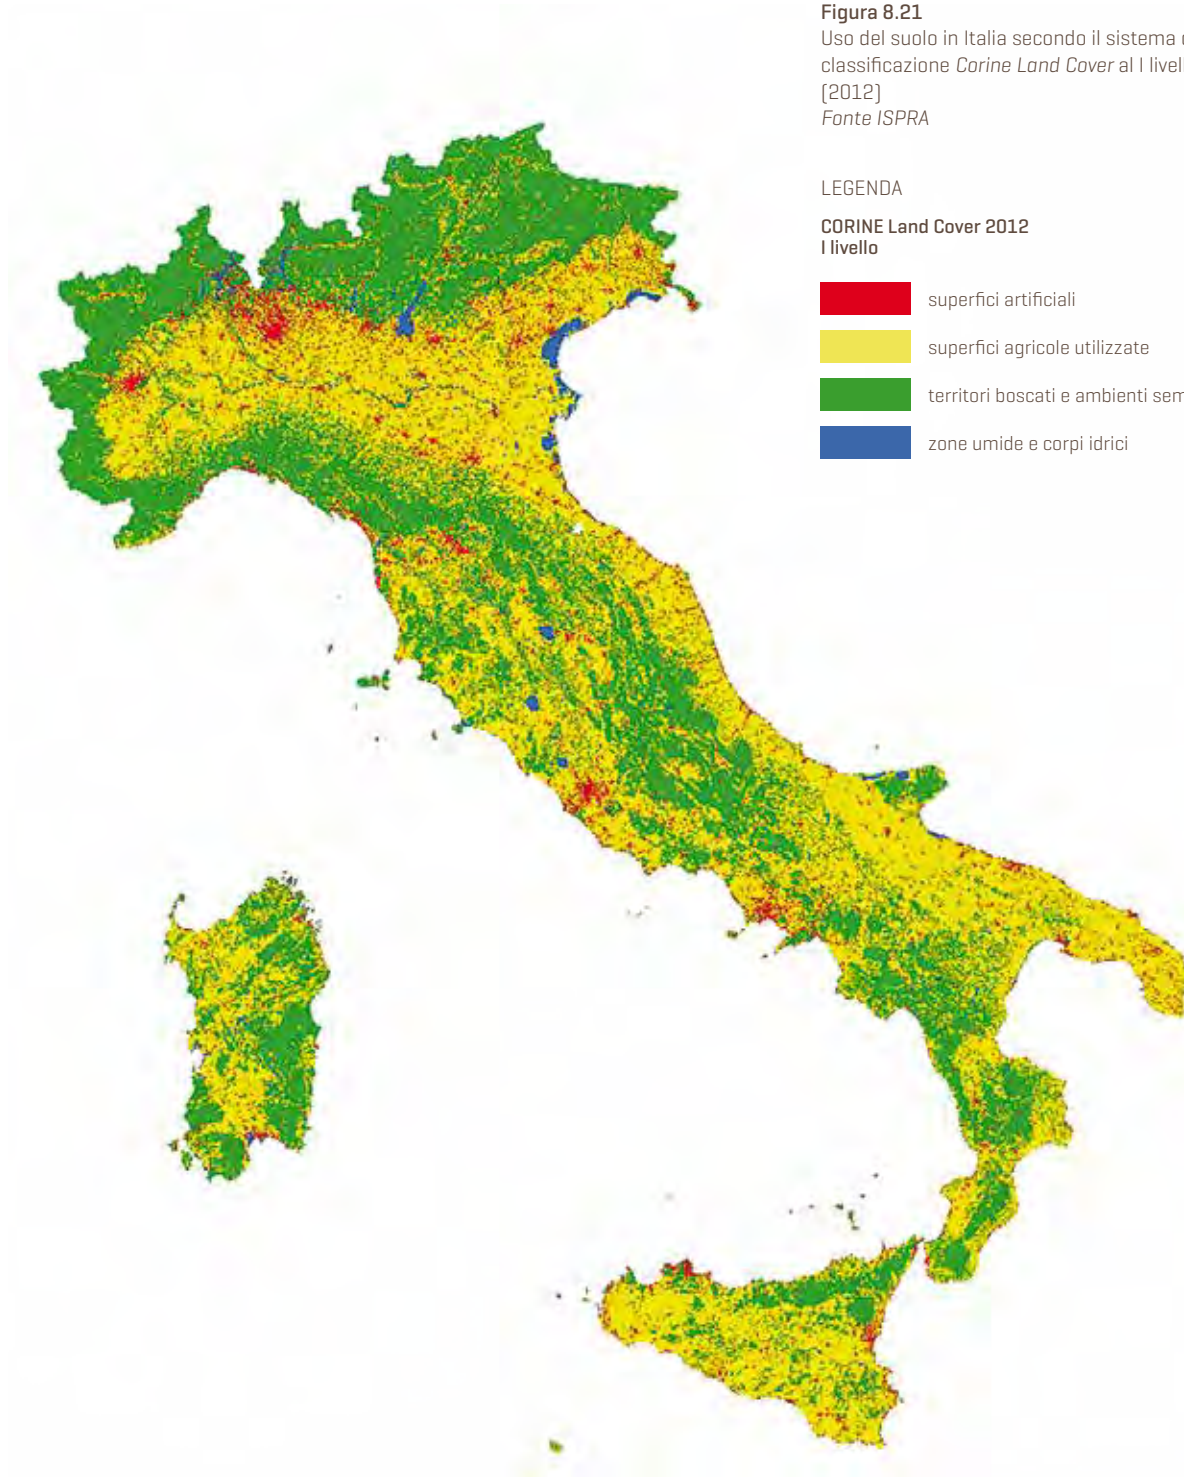 Figura 8.21
Uso del suolo in Italia secondo il sistema
classificazione Corine Land Cover al I
(2012)
Fonte ISPRA
LEGENDA
CORINE Land Cover 2012
I livello
superfici artificiali
superfici agricole utilizzate
territori boscati e ambienti
zone umide e corpi idrici